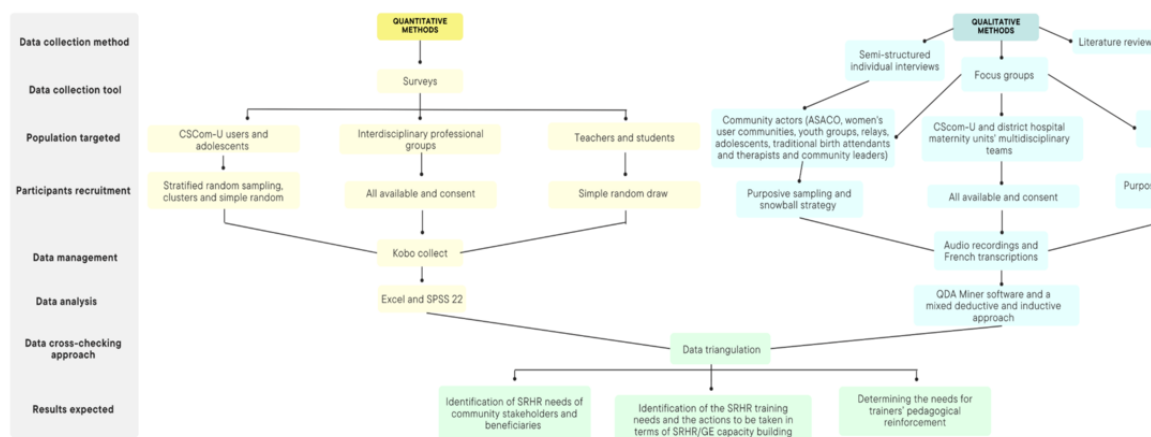 QUANTITATIVE
METHODS
QUALITATIVE
METHODS
Data collection method
Literature review
Semi-structured
individual interviews
Data collection tool
Surveys
Focus groups
Population targeted
CSCom-U users and
adolescents
Interdisciplinary professional
groups
Teachers and students
Community actors (ASACO, women's
user communities, youth groups, relays,
adolescents, traditional birth attendants
and therapists and community leaders)
CScom-U and district hospital
maternity units' multidisciplinary
teams
Participants recruitment
Stratified random sampling,
clusters and simple random
All available and consent
Simple random draw
Purposive sampling and
snowball strategy
All available and consent
Data management
Kobo collect
Audio recordings and
French transcriptions
Data analysis
Excel and SPSS 22
QDA Miner software and a
mixed deductive and inductive
approach
Data cross-checking
approach
Data triangulation
Results expected
Identification of SRHR needs of
community stakeholders and
beneficiaries
Identification of the SRHR training
needs and the actions to be taken in
terms of SRHR/GE capacity building
Determining the needs for
trainers' pedagogical
reinforcement